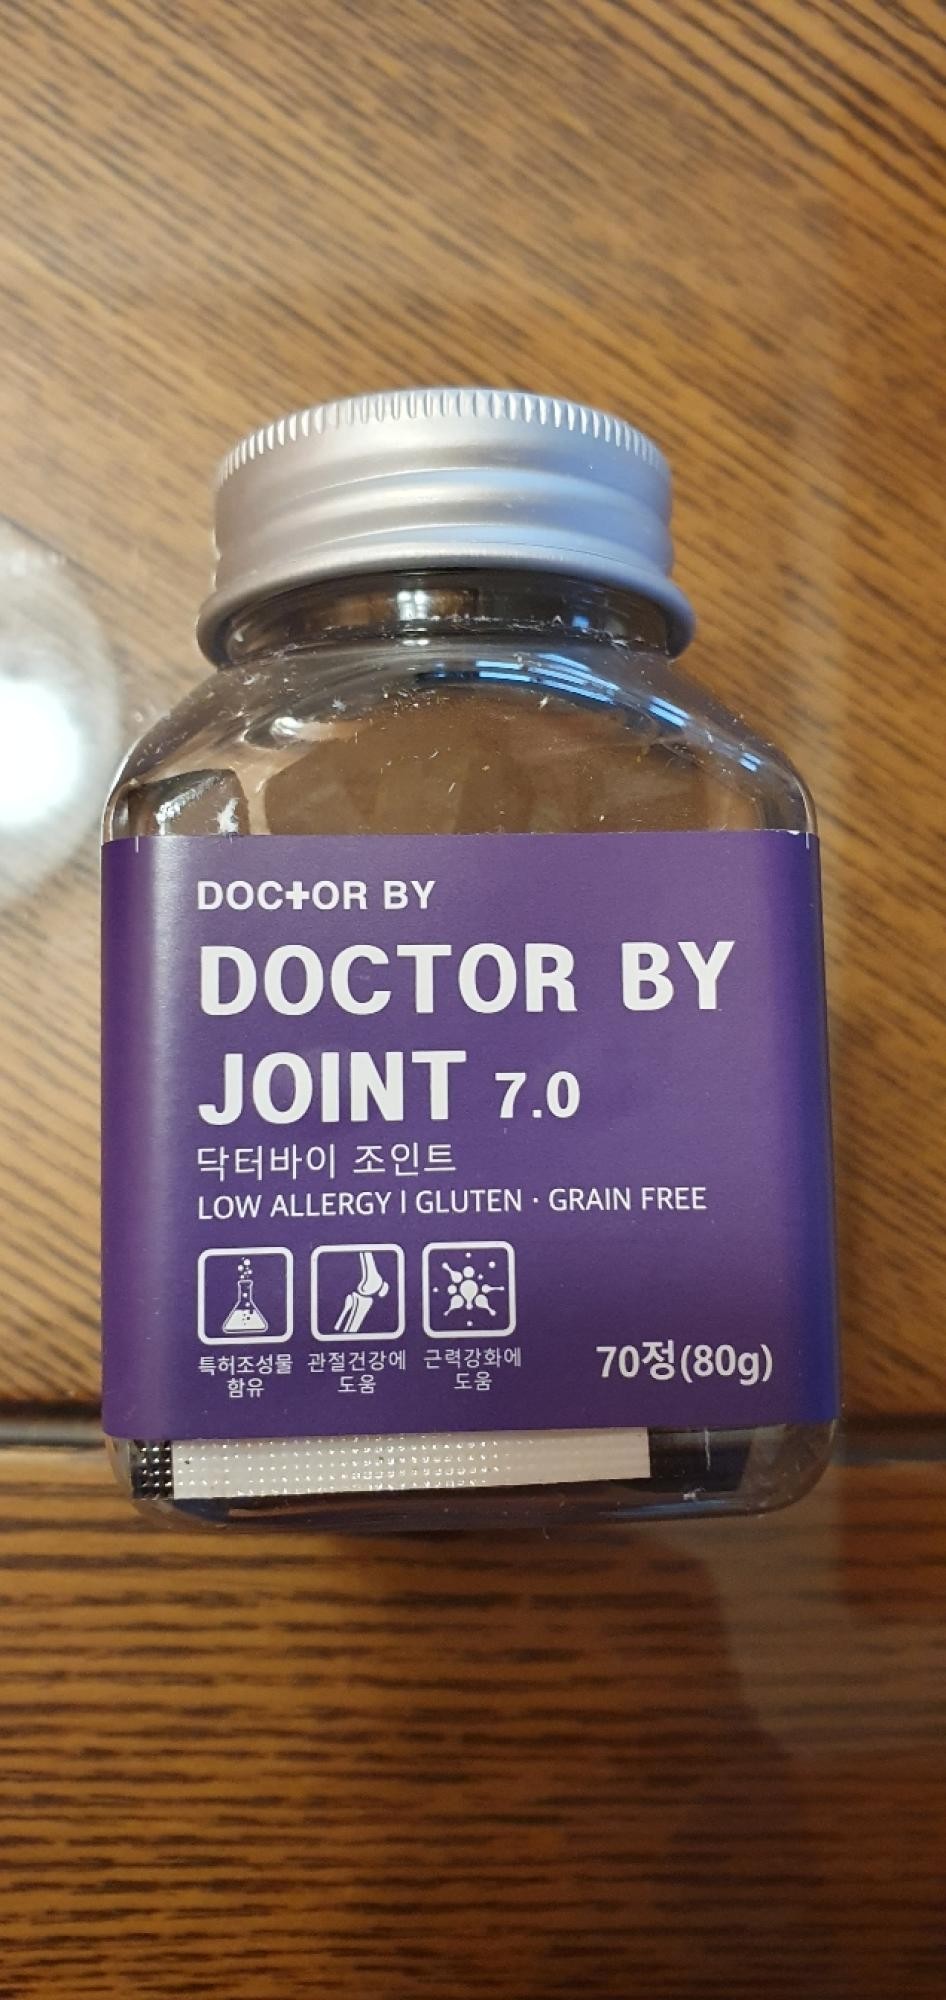 DOCTOR BY
DOCTOR BY
JOINT 7.0
닥터바이 조인트
LOW ALLERGY | GLUTEN · GRAIN FREE
특허조성물
함유
관절건강에
도움
근력강화에
도움
70정(80g)